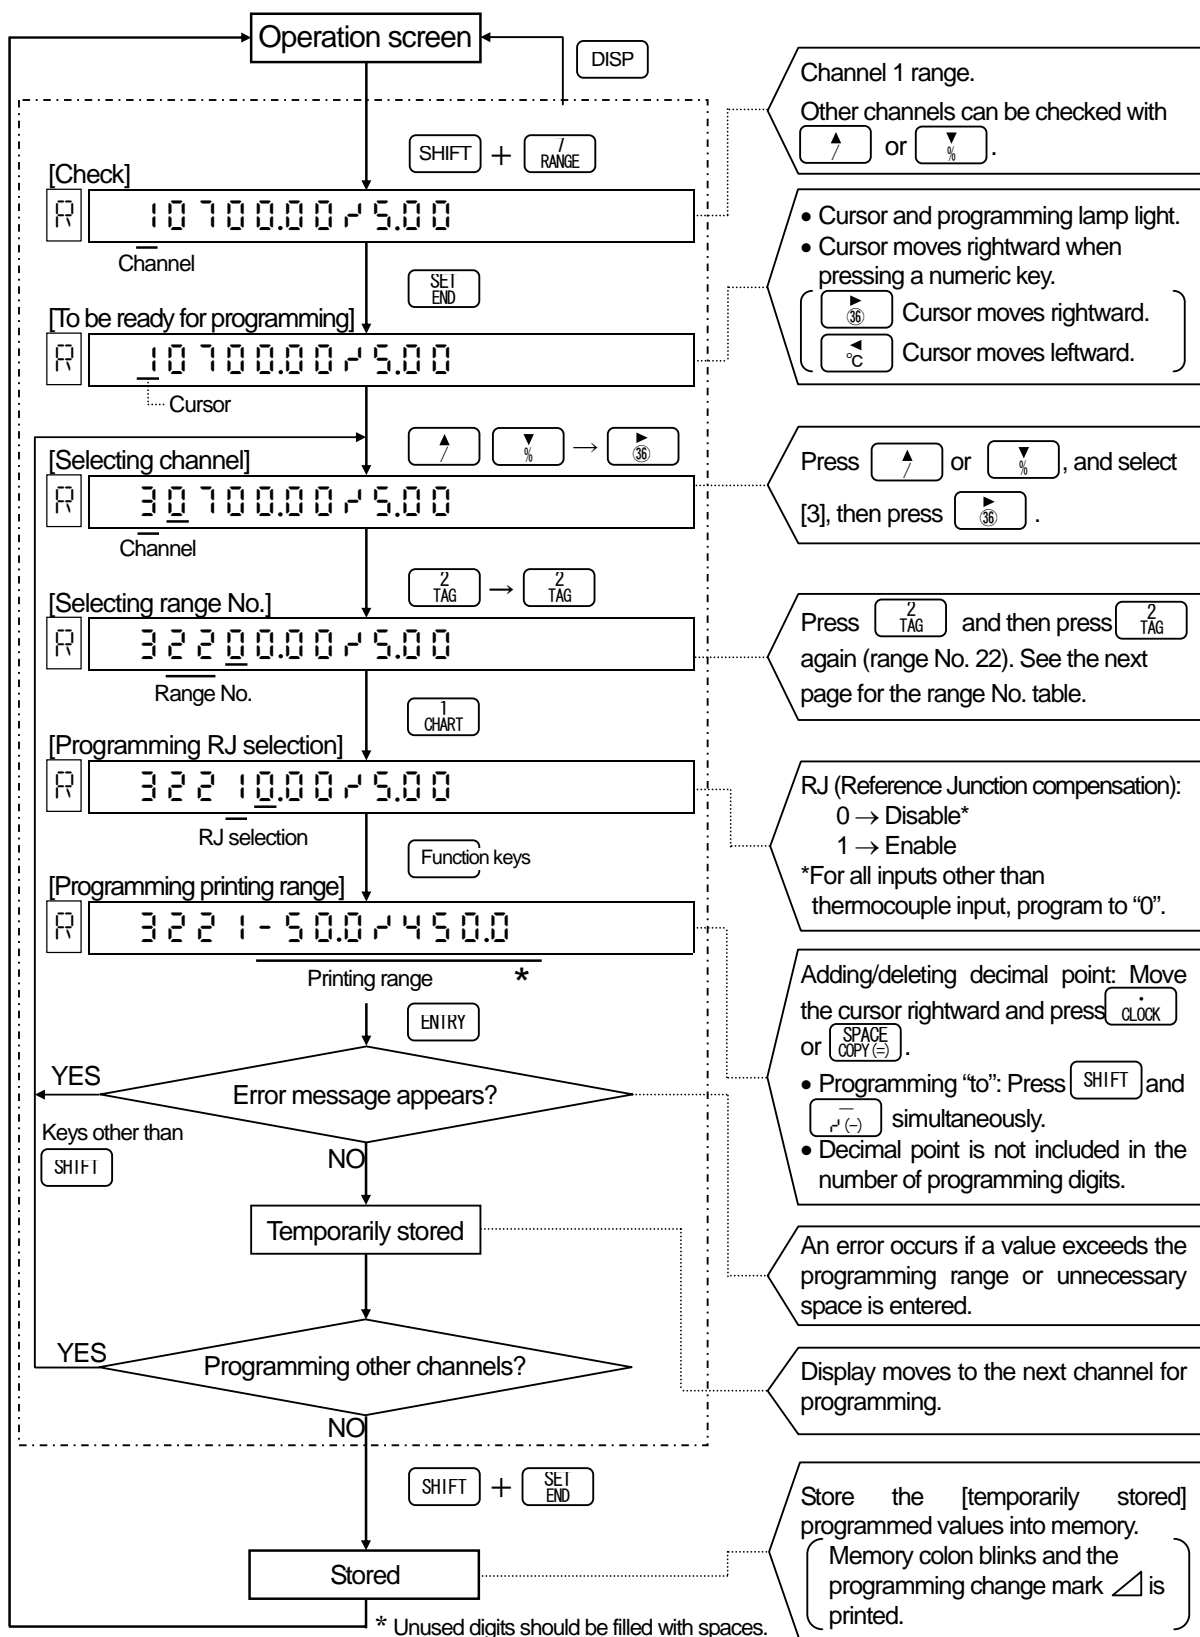 Operation screen
DISP
SHIFT + 7 RANGE
[Check]
R 10700.00⌐5.00
Channel
SET END
[To be ready for programming]
R 10700.00⌐5.00
Cursor
▲ / ▼ % → ► ㊱
[Selecting channel]
R 30700.00⌐5.00
Channel
2 TAG → 2 TAG
[Selecting range No.]
R 32200.00⌐5.00
Range No.
1 CHART
[Programming RJ selection]
R 32210.00⌐5.00
RJ selection
Function keys
[Programming printing range]
R 3221-50.0⌐450.0
Printing range *
ENTRY
Error message appears?
YES
Keys other than
SHIFT
NO
Temporarily stored
Programming other channels?
YES
NO
SHIFT + SET END
Stored
* Unused digits should be filled with spaces.
Channel 1 range.
Other channels can be checked with
▲ / or ▼ % .
• Cursor and programming lamp light.
• Cursor moves rightward when
pressing a numeric key.
► ㊱ Cursor moves rightward.
◄ °C Cursor moves leftward.
Press ▲ / or ▼ % , and select
[3], then press ► ㊱ .
Press 2 TAG and then press 2 TAG
again (range No. 22). See the next
page for the range No. table.
RJ (Reference Junction compensation):
0 → Disable*
1 → Enable
*For all inputs other than
thermocouple input, program to “0”.
Adding/deleting decimal point: Move
the cursor rightward and press · CLOCK
or SPACE COPY (=) .
• Programming “to”: Press SHIFT and
— ⌐ (–) simultaneously.
• Decimal point is not included in the
number of programming digits.
An error occurs if a value exceeds the
programming range or unnecessary
space is entered.
Display moves to the next channel for
programming.
Store the [temporarily stored]
programmed values into memory.
Memory colon blinks and the
programming change mark ⊿ is
printed.